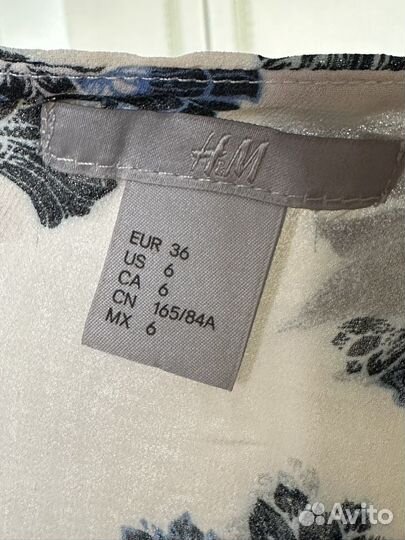 H&M
EUR 36
US 6
CA 6
CN 165/84A
MX 6
Avito